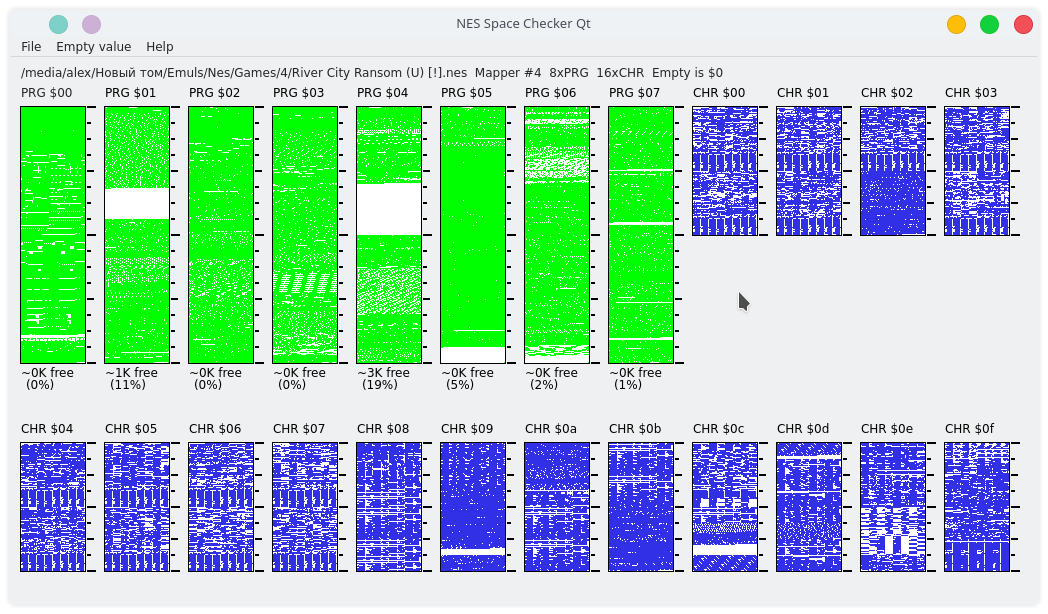 NES Space Checker Qt
File Empty value Help
/media/alex/Новый том/Emuls/Nes/Games/4/River City Ransom (U) [!].nes Mapper #4 8xPRG 16xCHR Empty is $0
PRG $00 PRG $01 PRG $02 PRG $03 PRG $04 PRG $05 PRG $06 PRG $07 CHR $00 CHR $01 CHR $02 CHR $03
~0K free ~1K free ~0K free ~0K free ~3K free ~0K free ~0K free ~0K free
(0%) (11%) (0%) (0%) (19%) (5%) (2%) (1%)
CHR $04 CHR $05 CHR $06 CHR $07 CHR $08 CHR $09 CHR $0a CHR $0b CHR $0c CHR $0d CHR $0e CHR $0f